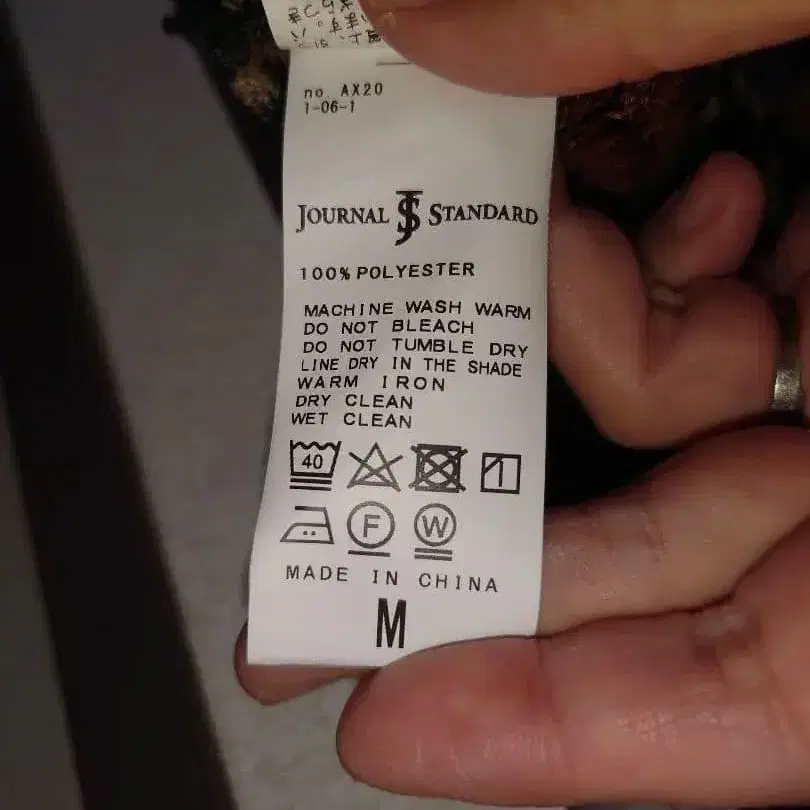 no. AX20
1-06-1
JOURNAL JS STANDARD
100% POLYESTER
MACHINE WASH WARM
DO NOT BLEACH
DO NOT TUMBLE DRY
LINE DRY IN THE SHADE
WARM IRON
DRY CLEAN
WET CLEAN
40
F W
MADE IN CHINA
M